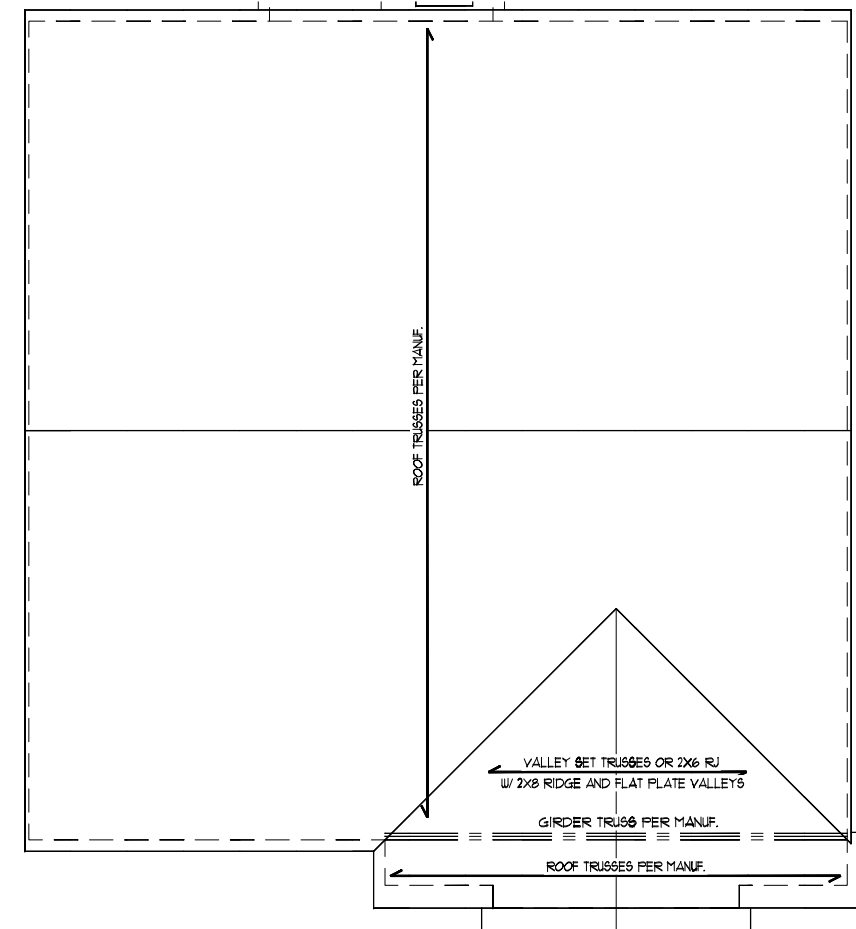 ROOF TRUSSES PER MANUF.
VALLEY SET TRUSSES OR 2X6 RJ
W/ 2X8 RIDGE AND FLAT PLATE VALLEYS
GIRDER TRUSS PER MANUF.
ROOF TRUSSES PER MANUF.